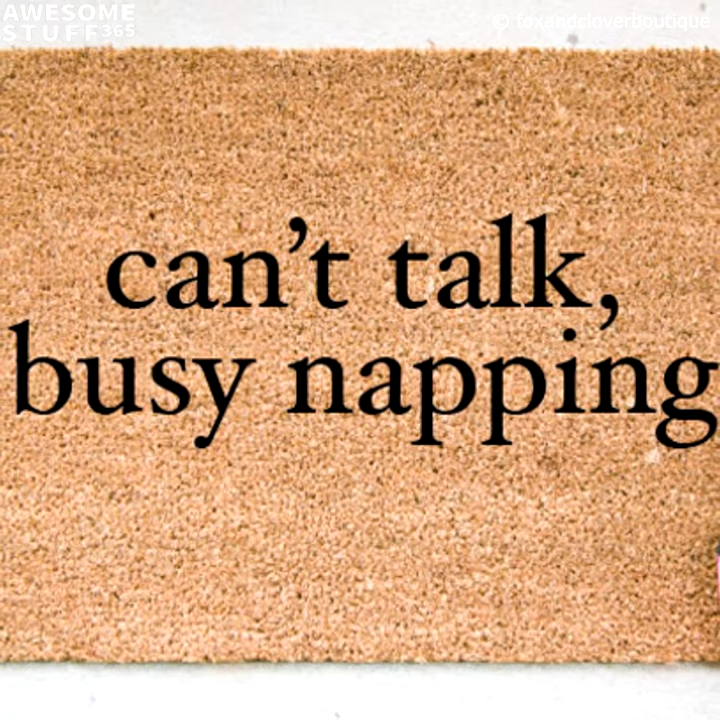 AWESOME
STUFF365
© foxandcloverboutique
can’t talk,
busy napping